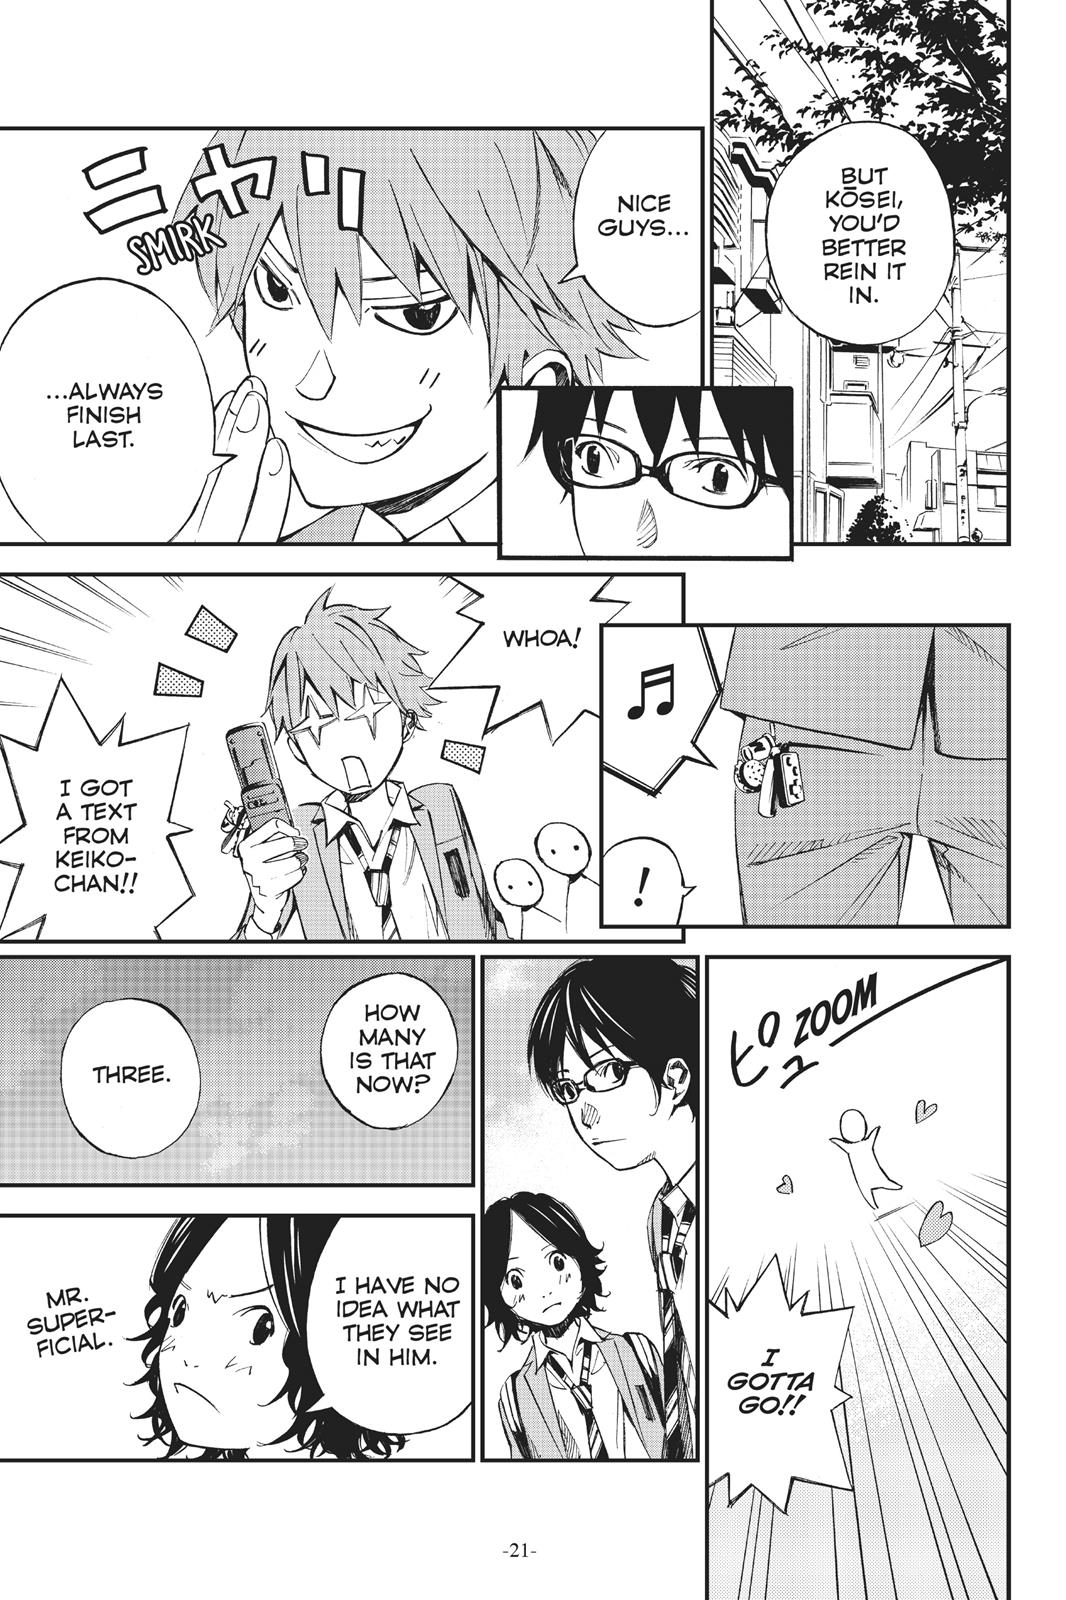 BUT
KŌSEI,
YOU'D
BETTER
REIN IT
IN.
NICE
GUYS...
ニヤリ
SMIRK
...ALWAYS
FINISH
LAST.
!
WHOA!
I GOT
A TEXT
FROM
KEIKO-
CHAN!!
ピュー
ZOOM
I
GOTTA
GO!!
HOW
MANY
IS THAT
NOW?
THREE.
I HAVE NO
IDEA WHAT
THEY SEE
IN HIM.
MR.
SUPER-
FICIAL.
-21-